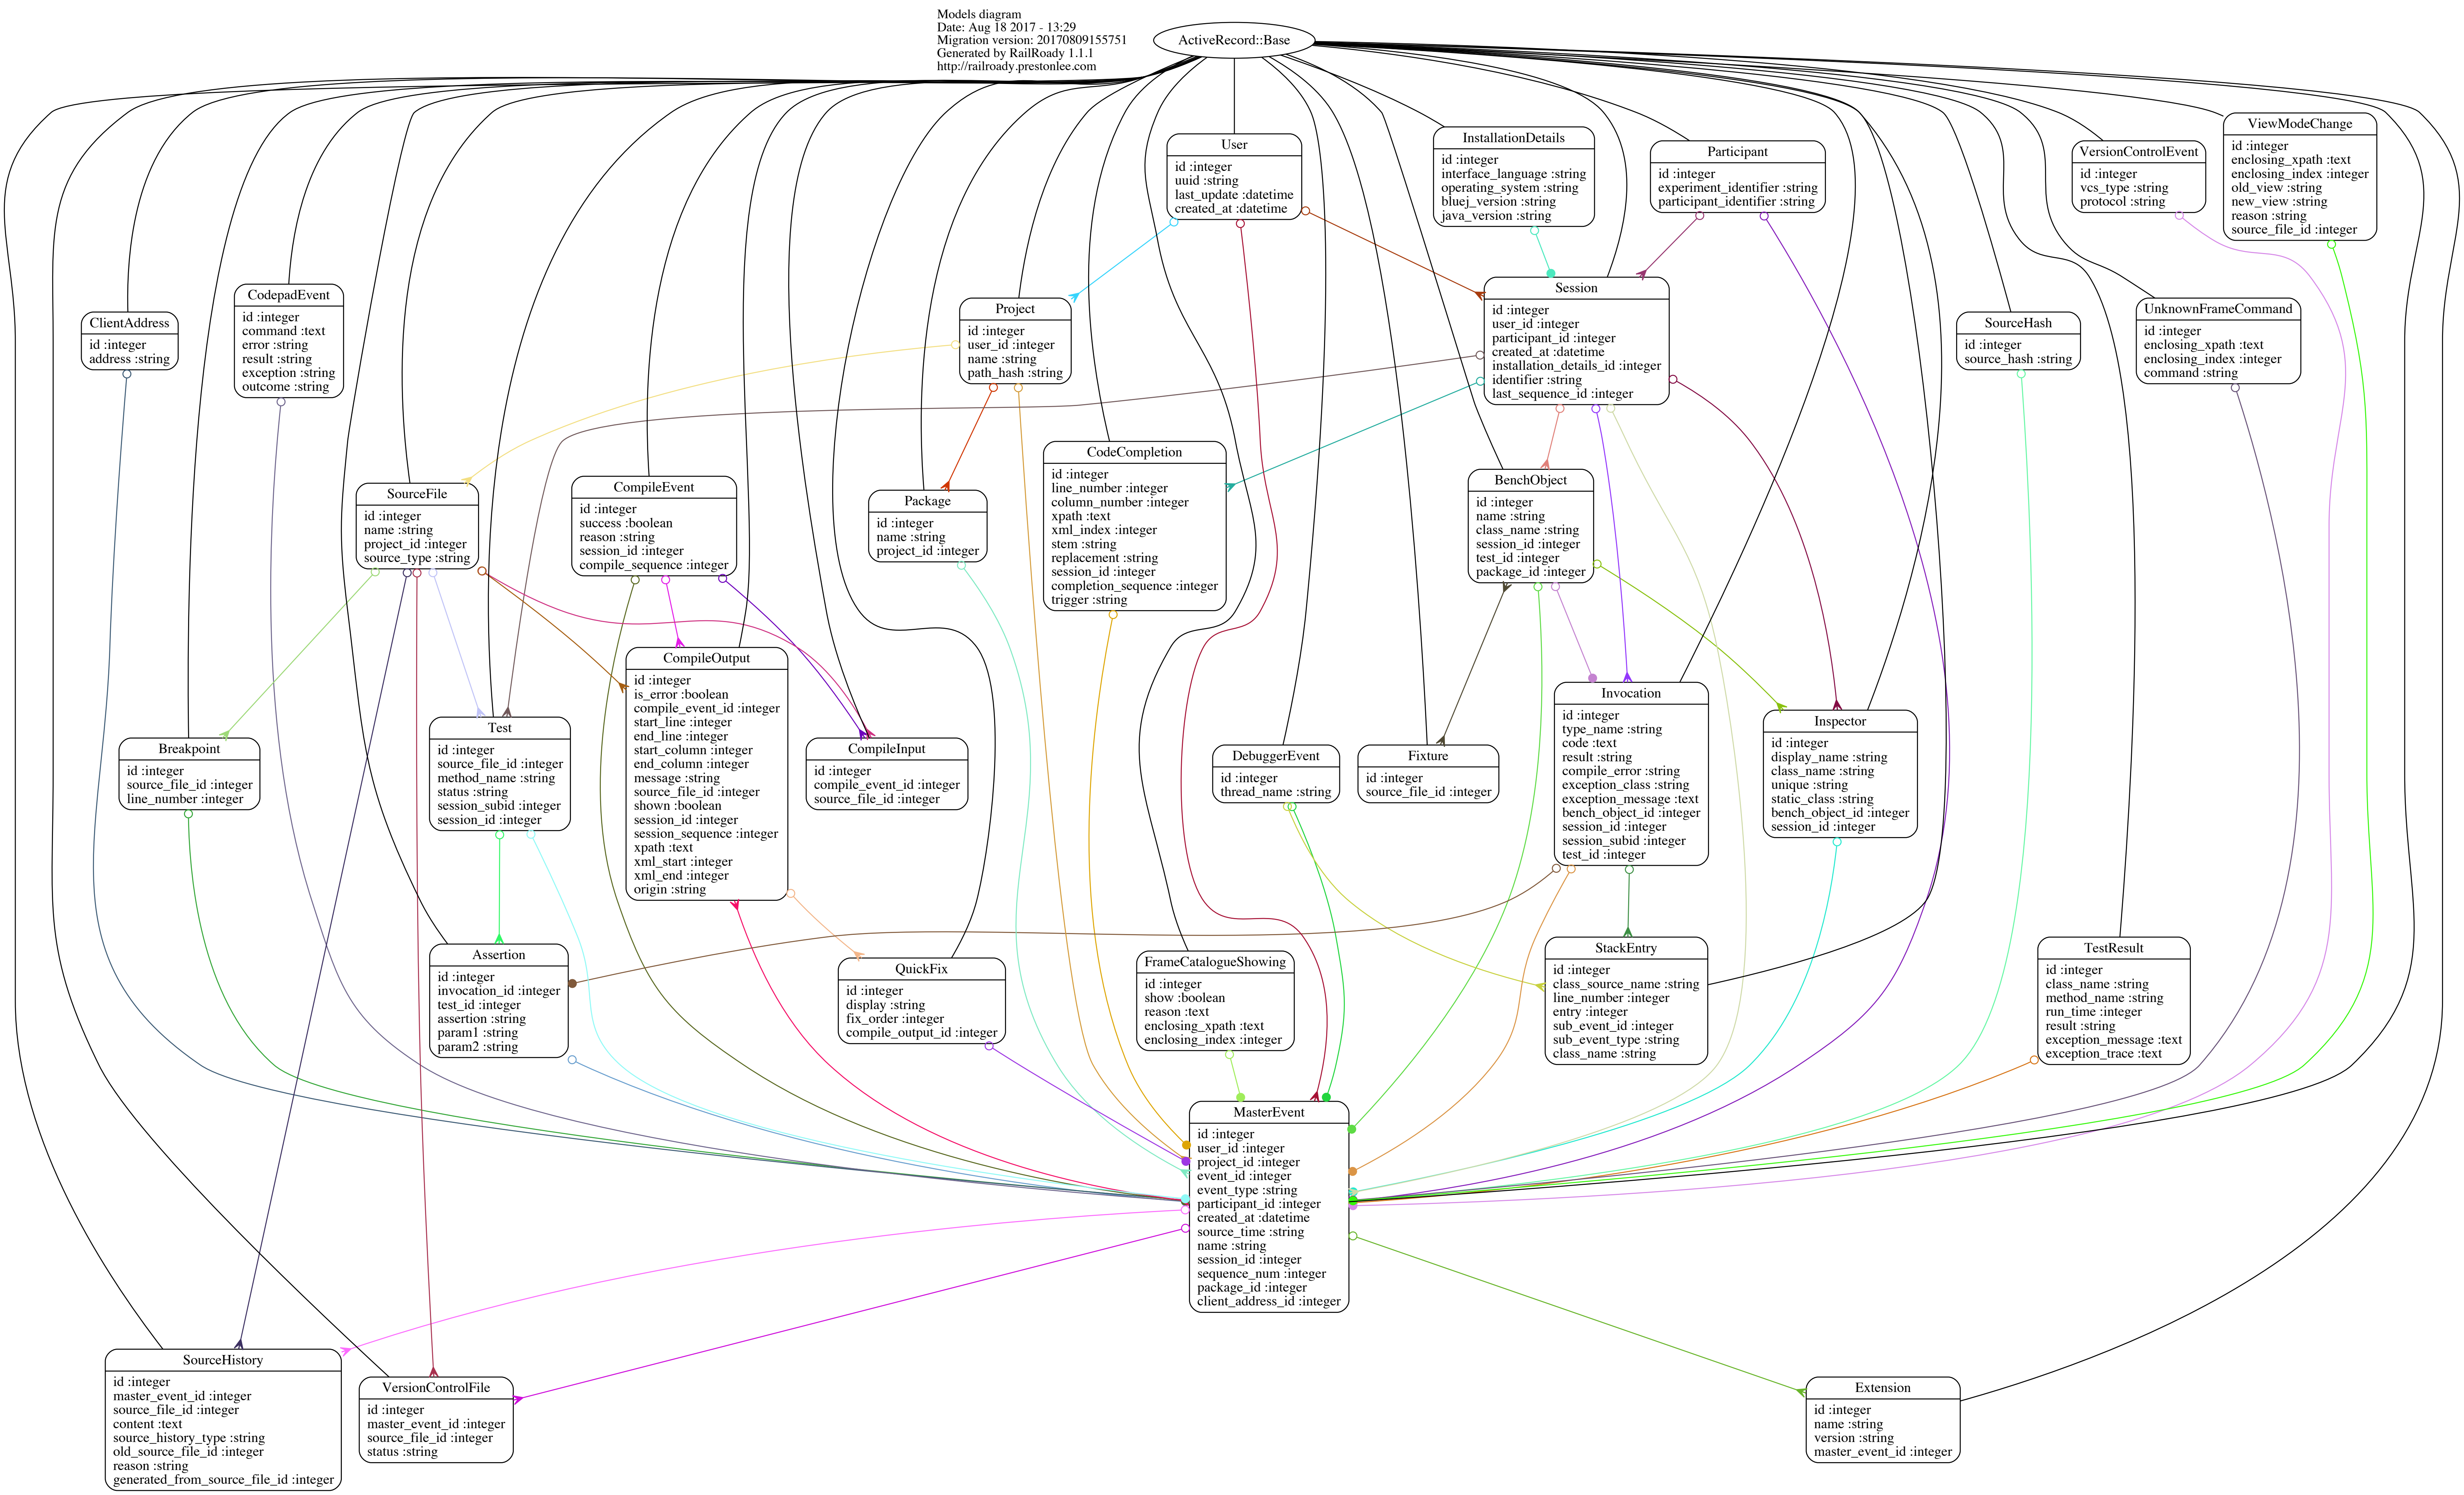 Models diagram
Date: Aug 18 2017 - 13:29
Migration version: 20170809155751
Generated by RailRoady 1.1.1
http://railroady.prestonlee.com
ActiveRecord::Base
User
id :integer
uuid :string
last_update :datetime
created_at :datetime
InstallationDetails
id :integer
interface_language :string
operating_system :string
bluej_version :string
java_version :string
Participant
id :integer
experiment_identifier :string
participant_identifier :string
VersionControlEvent
id :integer
vcs_type :string
protocol :string
ViewModeChange
id :integer
enclosing_xpath :text
enclosing_index :integer
old_view :string
new_view :string
reason :string
source_file_id :integer
ClientAddress
id :integer
address :string
CodepadEvent
id :integer
command :text
error :string
result :string
exception :string
outcome :string
Project
id :integer
user_id :integer
name :string
path_hash :string
Session
id :integer
user_id :integer
participant_id :integer
created_at :datetime
installation_details_id :integer
identifier :string
last_sequence_id :integer
SourceHash
id :integer
source_hash :string
UnknownFrameCommand
id :integer
enclosing_xpath :text
enclosing_index :integer
command :string
SourceFile
id :integer
name :string
project_id :integer
source_type :string
CompileEvent
id :integer
success :boolean
reason :string
session_id :integer
compile_sequence :integer
Package
id :integer
name :string
project_id :integer
CodeCompletion
id :integer
line_number :integer
column_number :integer
xpath :text
xml_index :integer
stem :string
replacement :string
session_id :integer
completion_sequence :integer
trigger :string
BenchObject
id :integer
name :string
class_name :string
session_id :integer
test_id :integer
package_id :integer
Breakpoint
id :integer
source_file_id :integer
line_number :integer
Test
id :integer
source_file_id :integer
method_name :string
status :string
session_subid :integer
session_id :integer
CompileOutput
id :integer
is_error :boolean
compile_event_id :integer
start_line :integer
end_line :integer
start_column :integer
end_column :integer
message :string
source_file_id :integer
shown :boolean
session_id :integer
session_sequence :integer
xpath :text
xml_start :integer
xml_end :integer
origin :string
CompileInput
id :integer
compile_event_id :integer
source_file_id :integer
DebuggerEvent
id :integer
thread_name :string
Fixture
id :integer
source_file_id :integer
Invocation
id :integer
type_name :string
code :text
result :string
compile_error :string
exception_class :string
exception_message :text
bench_object_id :integer
session_id :integer
session_subid :integer
test_id :integer
Inspector
id :integer
display_name :string
class_name :string
unique :string
static_class :string
bench_object_id :integer
session_id :integer
Assertion
id :integer
invocation_id :integer
test_id :integer
assertion :string
param1 :string
param2 :string
QuickFix
id :integer
display :string
fix_order :integer
compile_output_id :integer
FrameCatalogueShowing
id :integer
show :boolean
reason :text
enclosing_xpath :text
enclosing_index :integer
StackEntry
id :integer
class_source_name :string
line_number :integer
entry :integer
sub_event_id :integer
sub_event_type :string
class_name :string
TestResult
id :integer
class_name :string
method_name :string
run_time :integer
result :string
exception_message :text
exception_trace :text
MasterEvent
id :integer
user_id :integer
project_id :integer
event_id :integer
event_type :string
participant_id :integer
created_at :datetime
source_time :string
name :string
session_id :integer
sequence_num :integer
package_id :integer
client_address_id :integer
SourceHistory
id :integer
master_event_id :integer
source_file_id :integer
content :text
source_history_type :string
old_source_file_id :integer
reason :string
generated_from_source_file_id :integer
VersionControlFile
id :integer
master_event_id :integer
source_file_id :integer
status :string
Extension
id :integer
name :string
version :string
master_event_id :integer